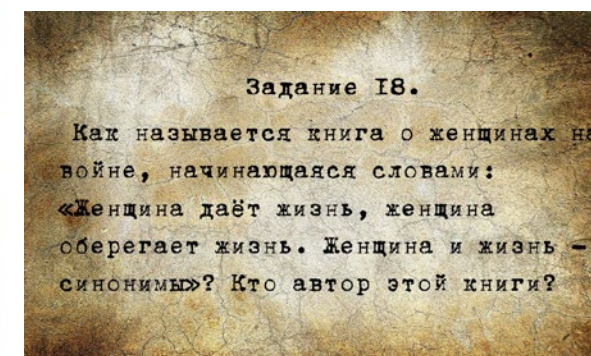 Задание I8.
Как называется книга о женщинах на
войне, начинающаяся словами:
«Женщина даёт жизнь, женщина
оберегает жизнь. Женщина и жизнь –
синонимы»? Кто автор этой книги?